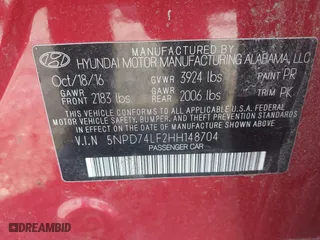 MANUFACTURED BY
HYUNDAI MOTOR MANUFACTURING ALABAMA, LLC
Oct/18/16 GVWR 3924 lbs PAINT PR
GAWR FRONT 2183 lbs GAWR REAR 2006 lbs TRIM PK
THIS VEHICLE CONFORMS TO ALL APPLICABLE
FEDERAL MOTOR VEHICLE SAFETY, BUMPER,
AND THEFT PREVENTION STANDARDS IN EFFECT
ON THE DATE OF MANUFACTURE SHOWN ABOVE.
V.I.N 5NPD74LF2HH148704
PASSENGER CAR
AUTOBIDMASTER